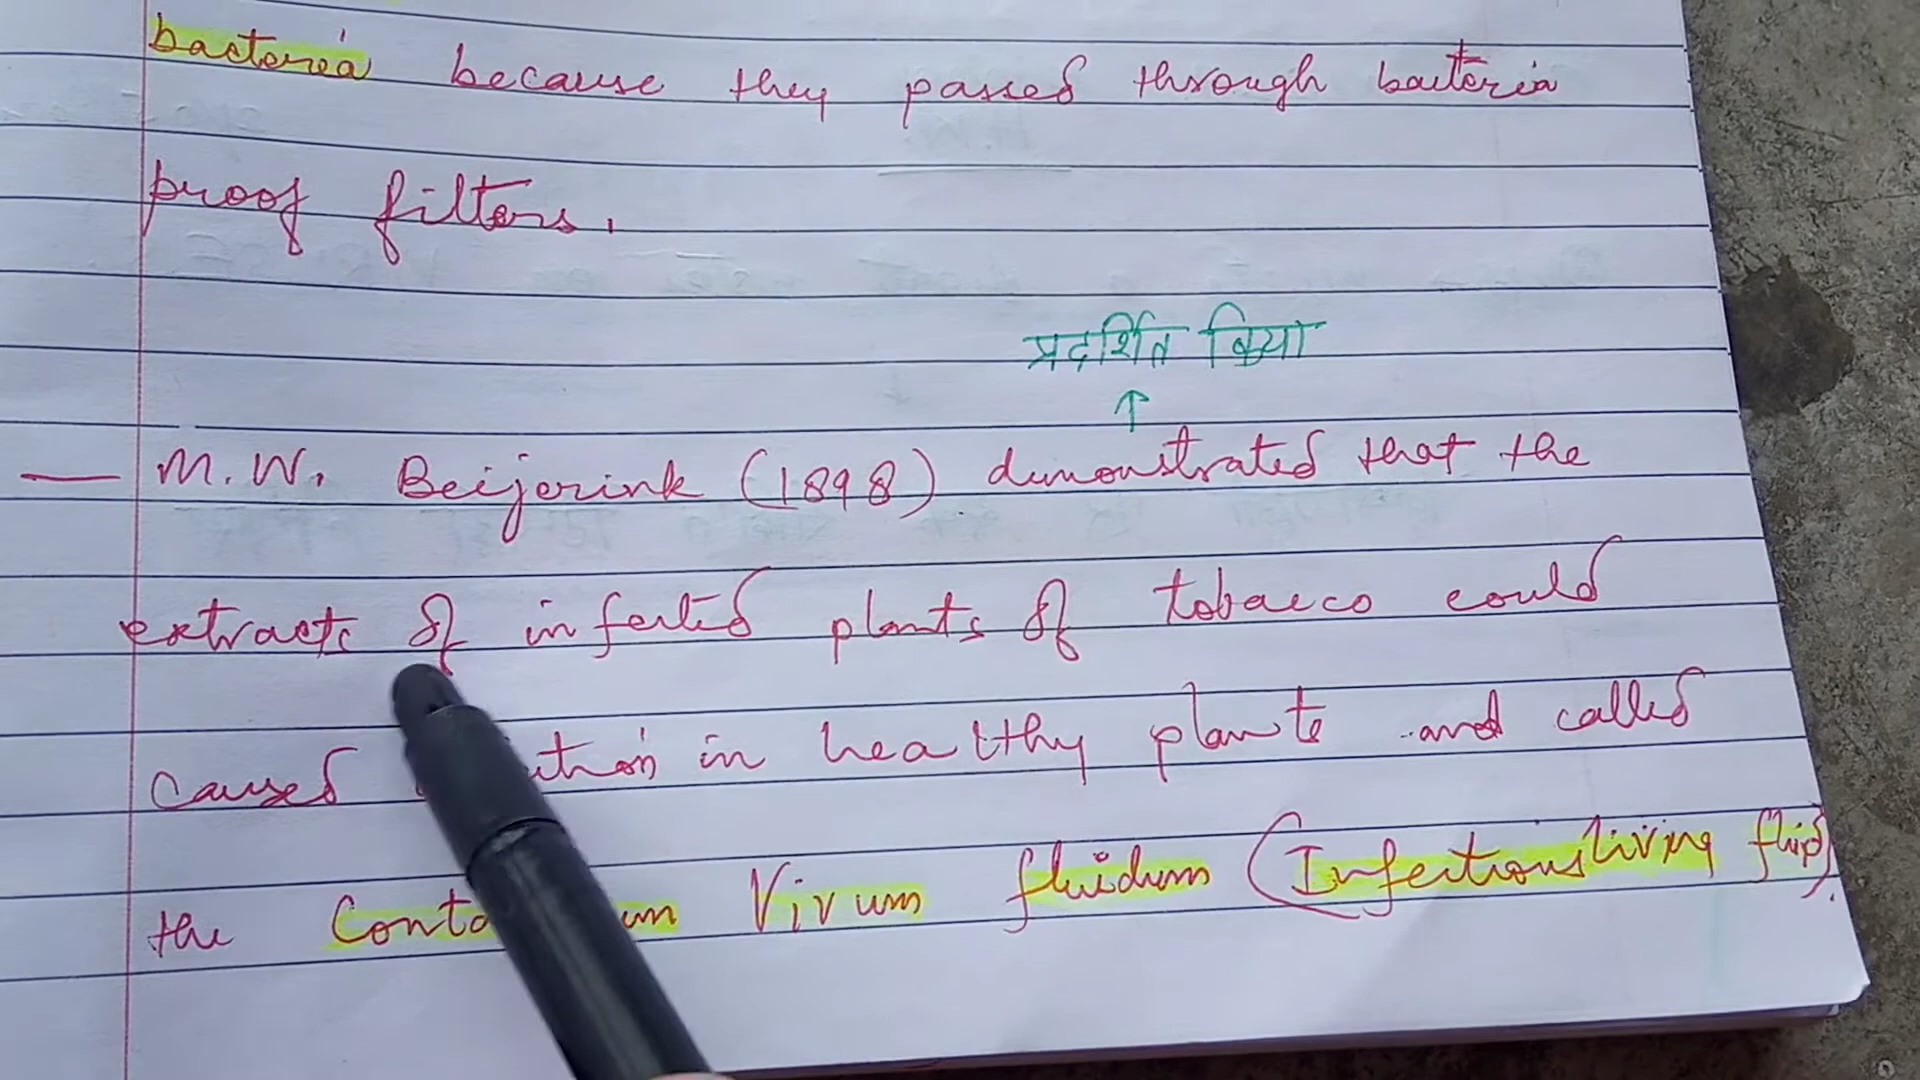 bacteria because they passed through bacteria
proof filters.
प्रदर्शित किया
↑
— M.W. Beijerink (1898) demonstrated that the
extracts of infected plants of tobacco could
caused in healthy plants and called
the Vivum fluidum (Infectious living fluid).